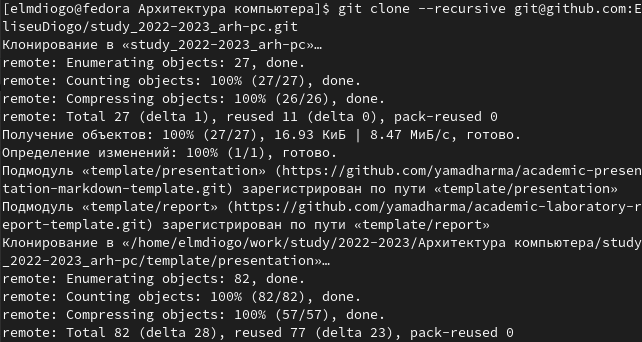 [elmdiogo@fedora Архитектура компьютера]$ git clone --recursive git@github.com:E
liseuDiogo/study_2022-2023_arh-pc.git
Клонирование в «study_2022-2023_arh-pc»…
remote: Enumerating objects: 27, done.
remote: Counting objects: 100% (27/27), done.
remote: Compressing objects: 100% (26/26), done.
remote: Total 27 (delta 1), reused 11 (delta 0), pack-reused 0
Получение объектов: 100% (27/27), 16.93 КиБ | 8.47 МиБ/с, готово.
Определение изменений: 100% (1/1), готово.
Подмодуль «template/presentation» (https://github.com/yamadharma/academic-presen
tation-markdown-template.git) зарегистрирован по пути «template/presentation»
Подмодуль «template/report» (https://github.com/yamadharma/academic-laboratory-r
eport-template.git) зарегистрирован по пути «template/report»
Клонирование в «/home/elmdiogo/work/study/2022-2023/Архитектура компьютера/study
_2022-2023_arh-pc/template/presentation»…
remote: Enumerating objects: 82, done.
remote: Counting objects: 100% (82/82), done.
remote: Compressing objects: 100% (57/57), done.
remote: Total 82 (delta 28), reused 77 (delta 23), pack-reused 0